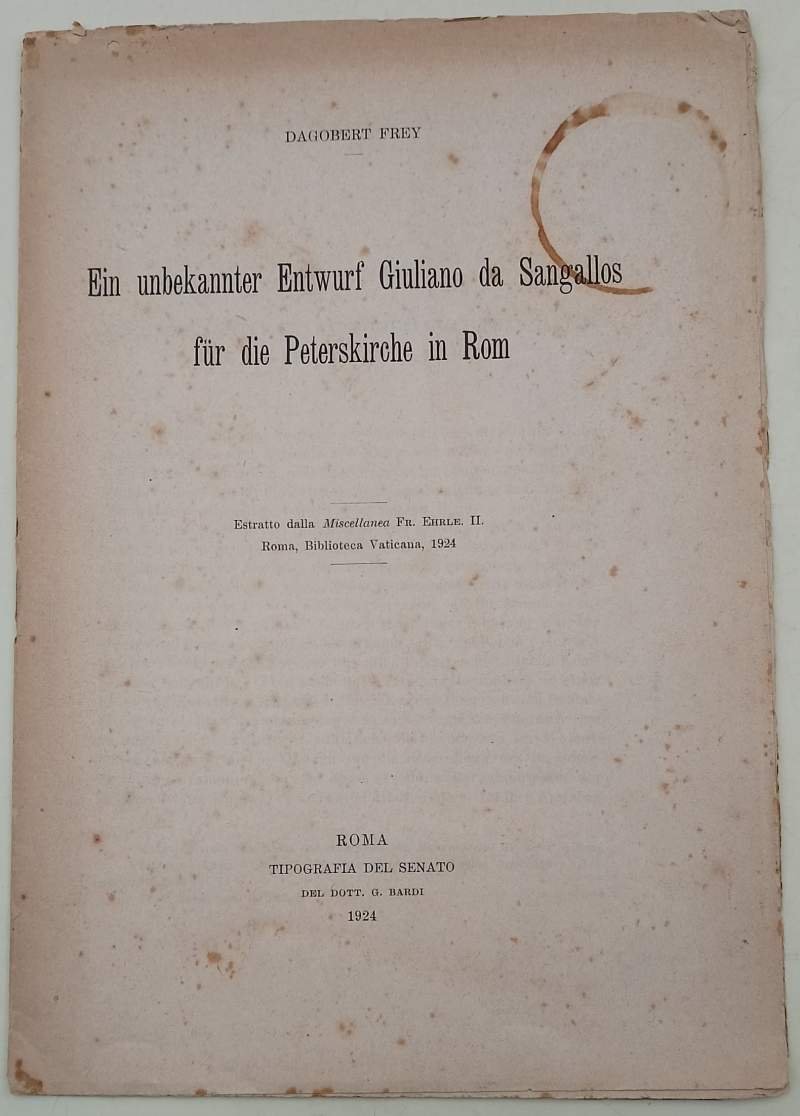 DAGOBERT FREY
Ein unbekannter Entwurf Giuliano da Sangallos
für die Peterskirche in Rom
Estratto dalla Miscellanea FR. EHRLE. II.
Roma, Biblioteca Vaticana, 1924
ROMA
TIPOGRAFIA DEL SENATO
DEL DOTT. G. BARDI
1924